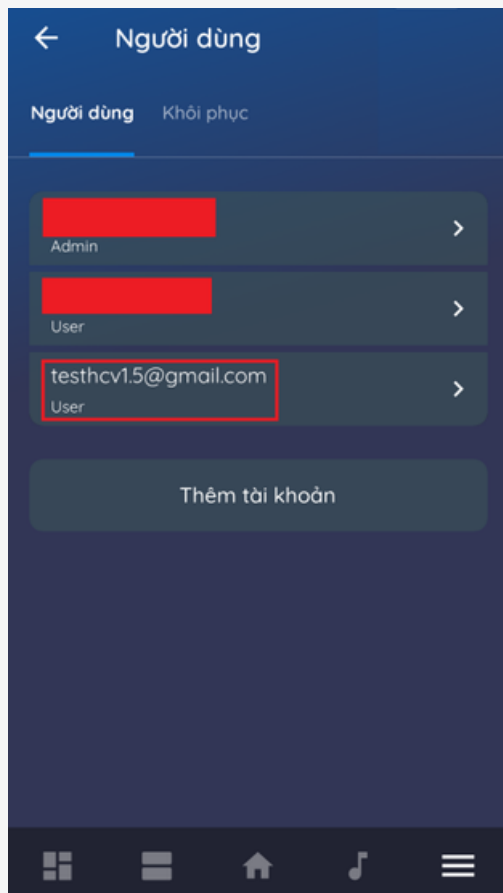 Người dùng
Người dùng Khôi phục
Admin
User
testhcv1.5@gmail.com
User
Thêm tài khoản